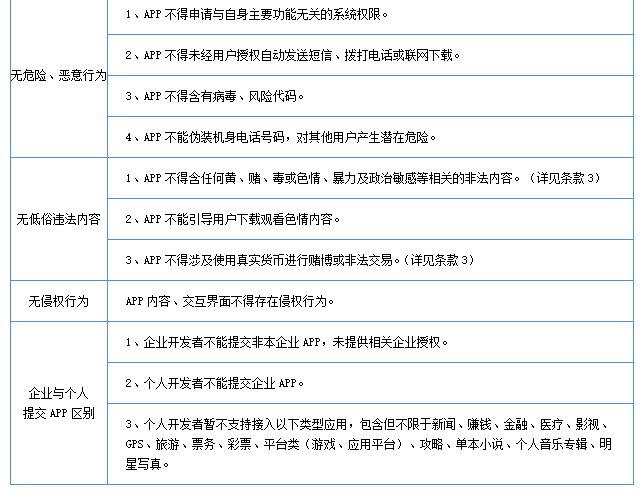 无危险、恶意行为
1、APP 不得申请与自身主要功能无关的系统权限。
2、APP 不得未经用户授权自动发送短信、拨打电话或联网下载。
3、APP 不得含有病毒、风险代码。
4、APP 不能伪装机身电话号码，对其他用户产生潜在危险。
无低俗违法内容
1、APP 不得含任何黄、赌、毒或色情、暴力及政治敏感等相关的非法内容。（详见条款 3）
2、APP 不能引导用户下载观看色情内容。
3、APP 不得涉及使用真实货币进行赌博或非法交易。（详见条款 3）
无侵权行为
APP 内容、交互界面不得存在侵权行为。
企业与个人
提交 APP 区别
1、企业开发者不能提交非本企业 APP，未提供相关企业授权。
2、个人开发者不能提交企业 APP。
3、个人开发者暂不支持接入以下类型应用，包含但不限于新闻、赚钱、金融、医疗、影视、
GPS、旅游、票务、彩票、平台类（游戏、应用平台）、攻略、单本小说、个人音乐专辑、明
星写真。